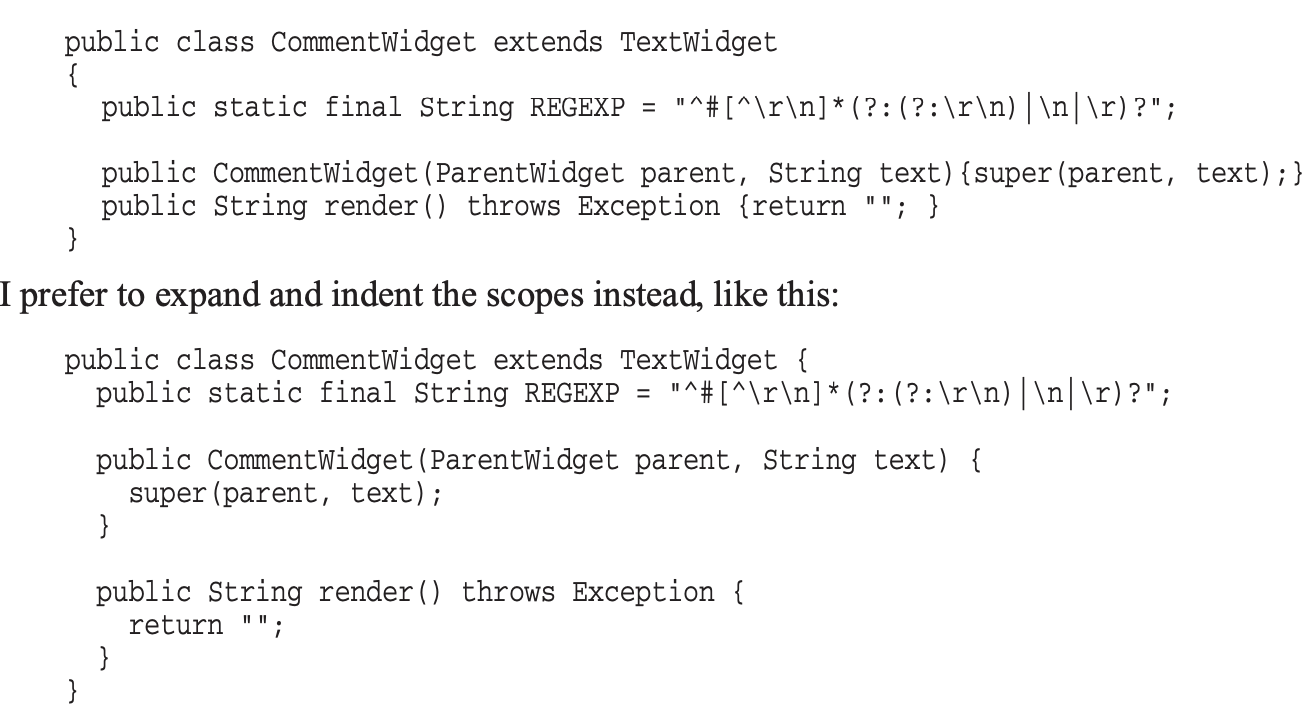 public class CommentWidget extends TextWidget
{
  public static final String REGEXP = "^#[^\r\n]*(?:(?:\r\n)|\n|\r)?";

  public CommentWidget(ParentWidget parent, String text){super(parent, text);}
  public String render() throws Exception {return ""; }
}
I prefer to expand and indent the scopes instead, like this:
public class CommentWidget extends TextWidget {
  public static final String REGEXP = "^#[^\r\n]*(?:(?:\r\n)|\n|\r)?";

  public CommentWidget(ParentWidget parent, String text) {
    super(parent, text);
  }

  public String render() throws Exception {
    return "";
  }
}